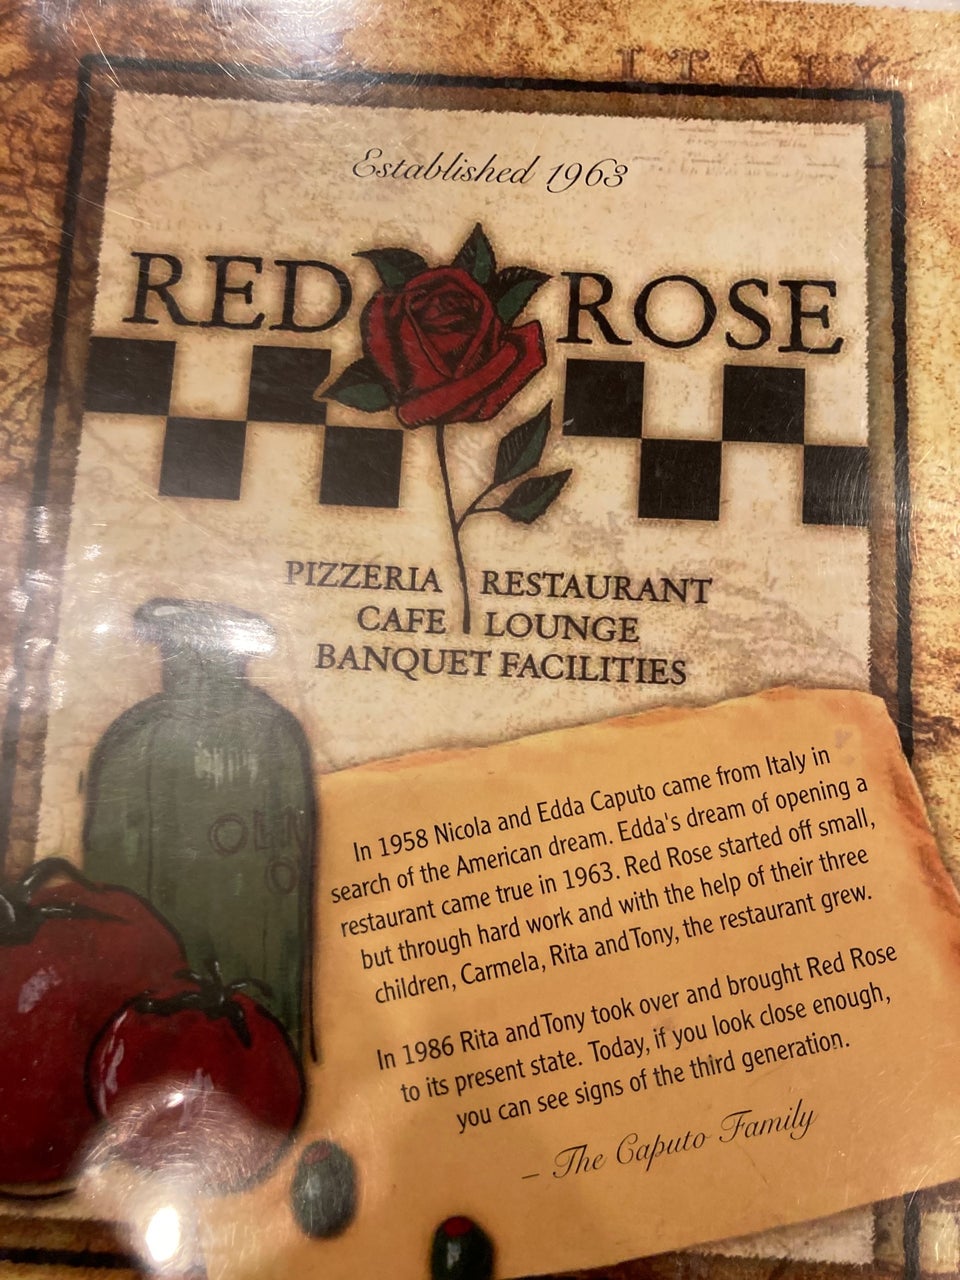 ITALY
Established 1963
RED ROSE
PIZZERIA RESTAURANT
CAFE LOUNGE
BANQUET FACILITIES
In 1958 Nicola and Edda Caputo came from Italy in
search of the American dream. Edda's dream of opening a
restaurant came true in 1963. Red Rose started off small,
but through hard work and with the help of their three
children, Carmela, Rita and Tony, the restaurant grew.
In 1986 Rita and Tony took over and brought Red Rose
to its present state. Today, if you look close enough,
you can see signs of the third generation.
– The Caputo Family